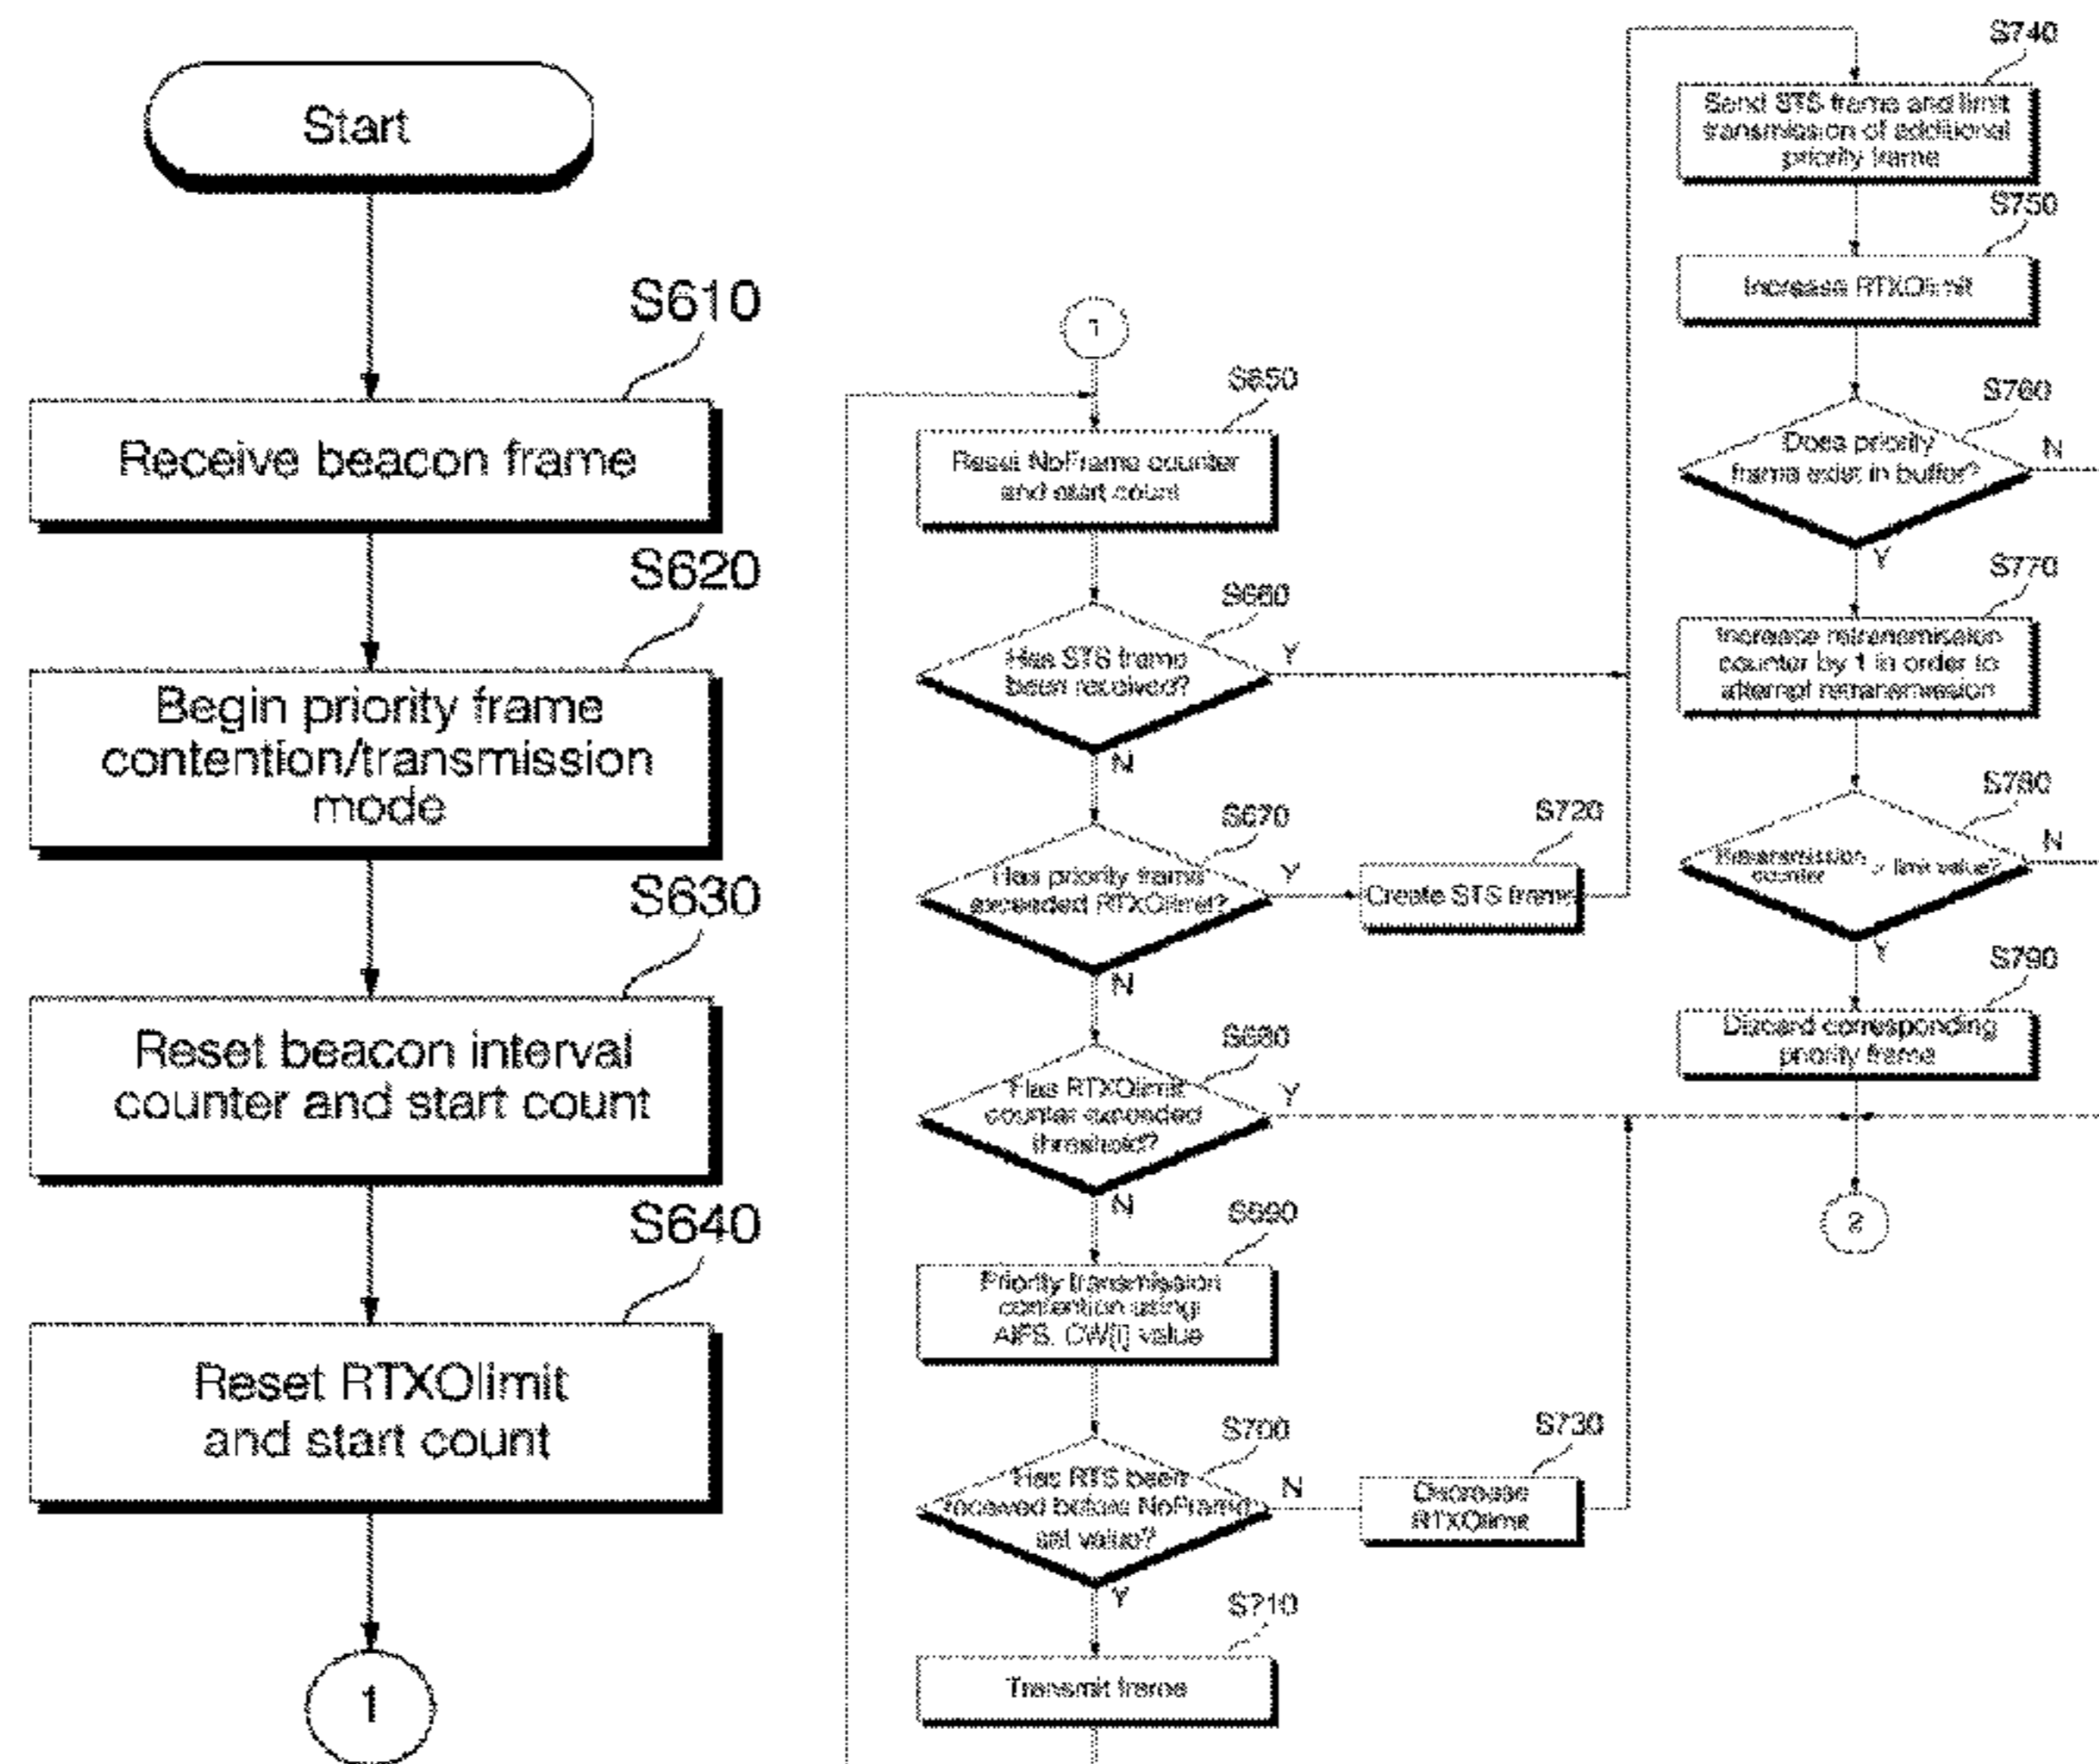 Start
S610
Receive beacon frame
S620
Begin priority frame
contention/transmission
mode
S630
Reset beacon interval
counter and start count
S640
Reset RTXOlimit
and start count
1
1
S650
Reset NoFrame counter
and start count
S660
Has STS frame
been received?
Y
N
S670
Has priority frame
exceeded RTXOlimit?
Y
N
S720
Create STS frame
S680
Has RTXOlimit
counter exceeded
threshold?
Y
N
S690
Priority transmission
contention using
AIFS, CW[i] value
S700
Has RTS been
received before NoFrame
set value?
N
Y
S730
Decrease
RTXOlimit
S710
Transmit frame
S740
Send STS frame and limit
transmission of additional
priority frame
S750
Increase RTXOlimit
S760
Does priority
frame exist in buffer?
N
Y
S770
Increase retransmission
counter by 1 in order to
attempt retransmission
S780
Retransmission
counter
limit value?
N
Y
S790
Discard corresponding
priority frame
2